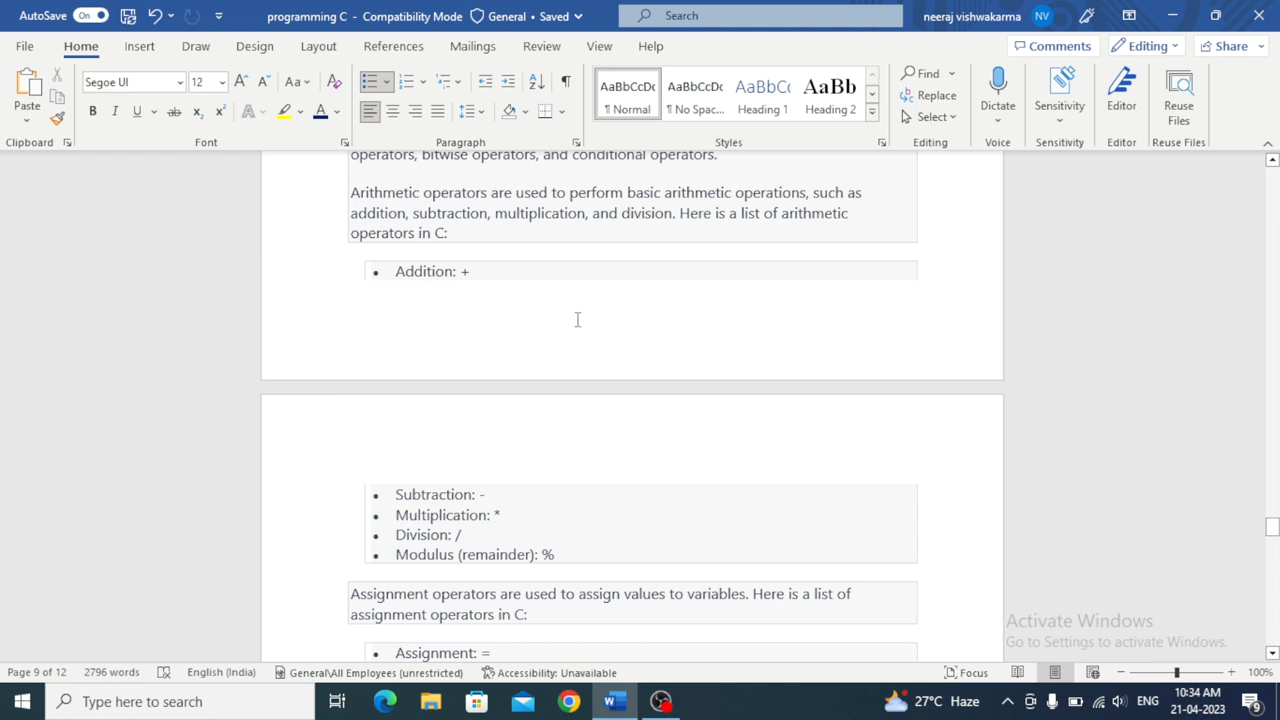 AutoSave On programming C - Compatibility Mode General Saved Search neeraj vishwakarma NV
File Home Insert Draw Design Layout References Mailings Review View Help Comments Editing Share
Paste Segoe UI 12 A A Aa AaBbCcDc AaBbCcDc AaBbCc AaBb Find Dictate Sensitivity Editor Reuse Files
¶ Normal ¶ No Spac... Heading 1 Heading 2 Replace
B I U ab x₂ x² A A Select
Clipboard Font Paragraph Styles Editing Voice Sensitivity Editor Reuse Files
operators, bitwise operators, and conditional operators.
Arithmetic operators are used to perform basic arithmetic operations, such as
addition, subtraction, multiplication, and division. Here is a list of arithmetic
operators in C:
• Addition: +
• Subtraction: -
• Multiplication: *
• Division: /
• Modulus (remainder): %
Assignment operators are used to assign values to variables. Here is a list of
assignment operators in C:
• Assignment: =
Activate Windows
Go to Settings to activate Windows.
Page 9 of 12 2796 words English (India) General\All Employees (unrestricted) Accessibility: Unavailable Focus 100%
Type here to search 27°C Haze ENG 10:34 AM
21-04-2023 9